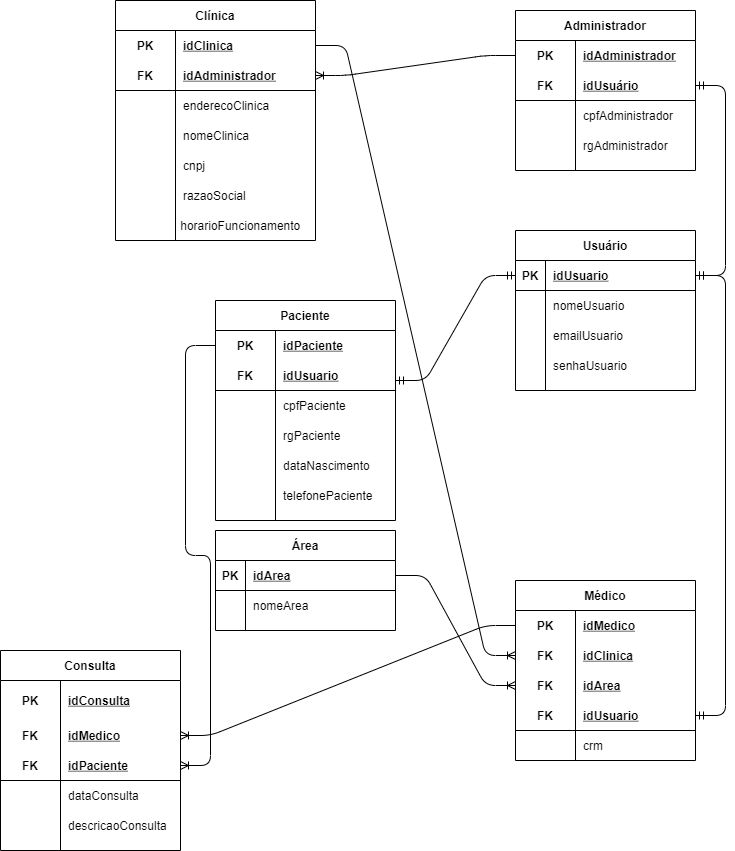 Clínica
PK idClinica
FK idAdministrador
enderecoClinica
nomeClinica
cnpj
razaoSocial
horarioFuncionamento
Administrador
PK idAdministrador
FK idUsuário
cpfAdministrador
rgAdministrador
Usuário
PK idUsuario
nomeUsuario
emailUsuario
senhaUsuario
Paciente
PK idPaciente
FK idUsuario
cpfPaciente
rgPaciente
dataNascimento
telefonePaciente
Área
PK idArea
nomeArea
Médico
PK idMedico
FK idClinica
FK idArea
FK idUsuario
crm
Consulta
PK idConsulta
FK idMedico
FK idPaciente
dataConsulta
descricaoConsulta